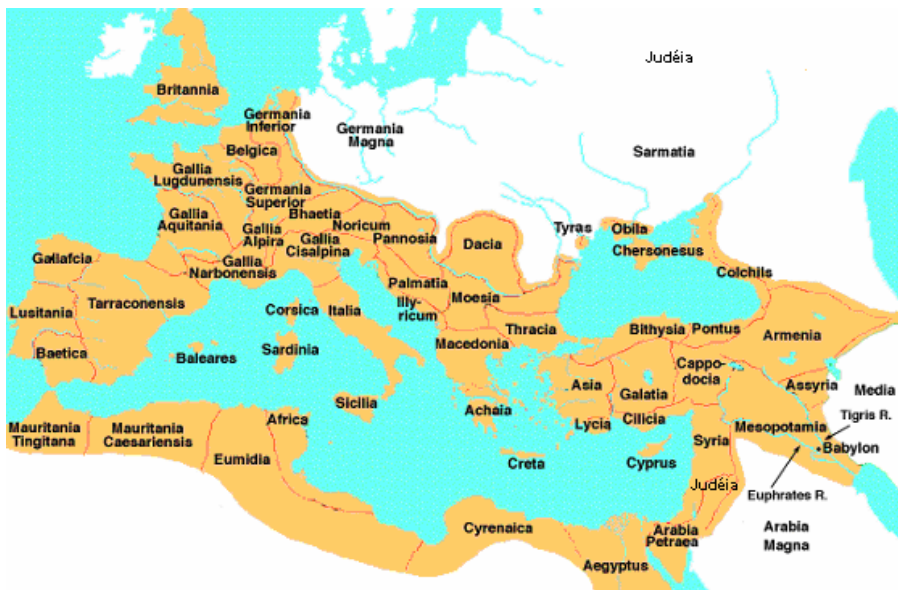 Judéia
Britannia
Germania
Inferior
Germania
Magna
Sarmatia
Belgica
Gallia
Lugdunensis
Germania
Superior
Gallia
Aquitania
Bhaetia
Noricum
Gallia
Alpira
Gallia
Cisalpina
Pannosia
Dacia
Tyras
Obila
Chersonesus
Gallafcia
Gallia
Narbonensis
Colchils
Palmatia
Illy-
ricum
Moesia
Lusitania
Tarraconensis
Corsica
Italia
Thracia
Bithysia
Pontus
Armenia
Baetica
Baleares
Sardinia
Macedonia
Asia
Galatia
Cappo-
docia
Assyria
Media
Sicilia
Achaia
Lycia
Cilicia
Mesopotamia
Tigris R.
Mauritania
Tingitana
Mauritania
Caesariensis
Africa
Eumidia
Creta
Cyprus
Syria
Babylon
Judéia
Euphrates R.
Cyrenaica
Arabia
Petraea
Arabia
Magna
Aegyptus